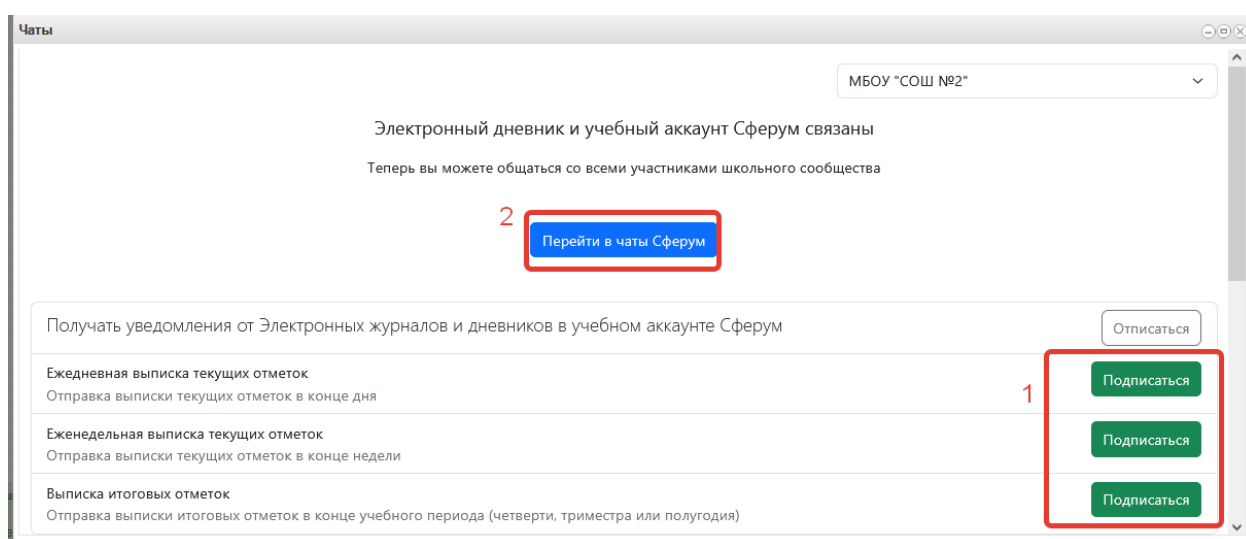 Чаты
МБОУ "СОШ №2"
Электронный дневник и учебный аккаунт Сферум связаны
Теперь вы можете общаться со всеми участниками школьного сообщества
2
Перейти в чаты Сферум
Получать уведомления от Электронных журналов и дневников в учебном аккаунте Сферум
Отписаться
Ежедневная выписка текущих отметок
Отправка выписки текущих отметок в конце дня
1
Подписаться
Еженедельная выписка текущих отметок
Отправка выписки текущих отметок в конце недели
Подписаться
Выписка итоговых отметок
Отправка выписки итоговых отметок в конце учебного периода (четверти, триместра или полугодия)
Подписаться